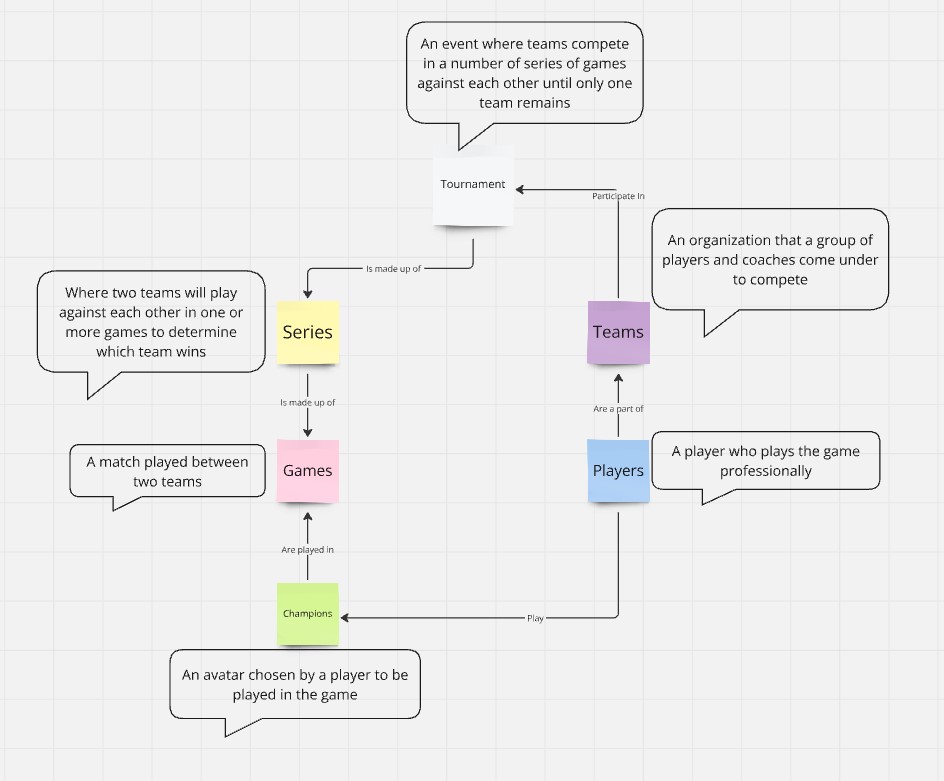 An event where teams compete
in a number of series of games
against each other until only one
team remains
Tournament
Participate In
An organization that a group of
players and coaches come under
to compete
Is made up of
Where two teams will play
against each other in one or
more games to determine
which team wins
Series
Teams
Is made up of
Are a part of
A match played between
two teams
Games
Players
A player who plays the game
professionally
Are played in
Champions
Play
An avatar chosen by a player to be
played in the game